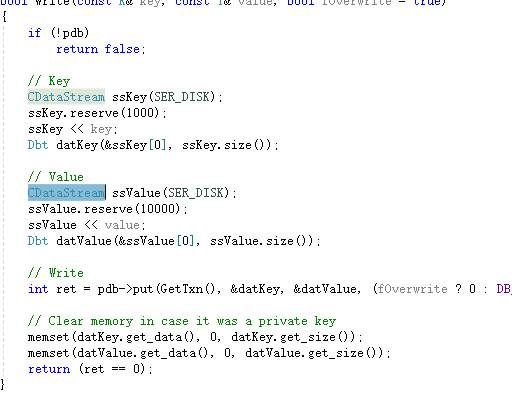 bool Write(const K& key, const T& value, bool fOverwrite = true)
{
if (!pdb)
return false;
// Key
CDataStream ssKey(SER_DISK);
ssKey.reserve(1000);
ssKey << key;
Dbt datKey(&ssKey[0], ssKey.size());
// Value
CDataStream ssValue(SER_DISK);
ssValue.reserve(10000);
ssValue << value;
Dbt datValue(&ssValue[0], ssValue.size());
// Write
int ret = pdb->put(GetTxn(), &datKey, &datValue, (fOverwrite ? 0 : DB_
// Clear memory in case it was a private key
memset(datKey.get_data(), 0, datKey.get_size());
memset(datValue.get_data(), 0, datValue.get_size());
return (ret == 0);
}